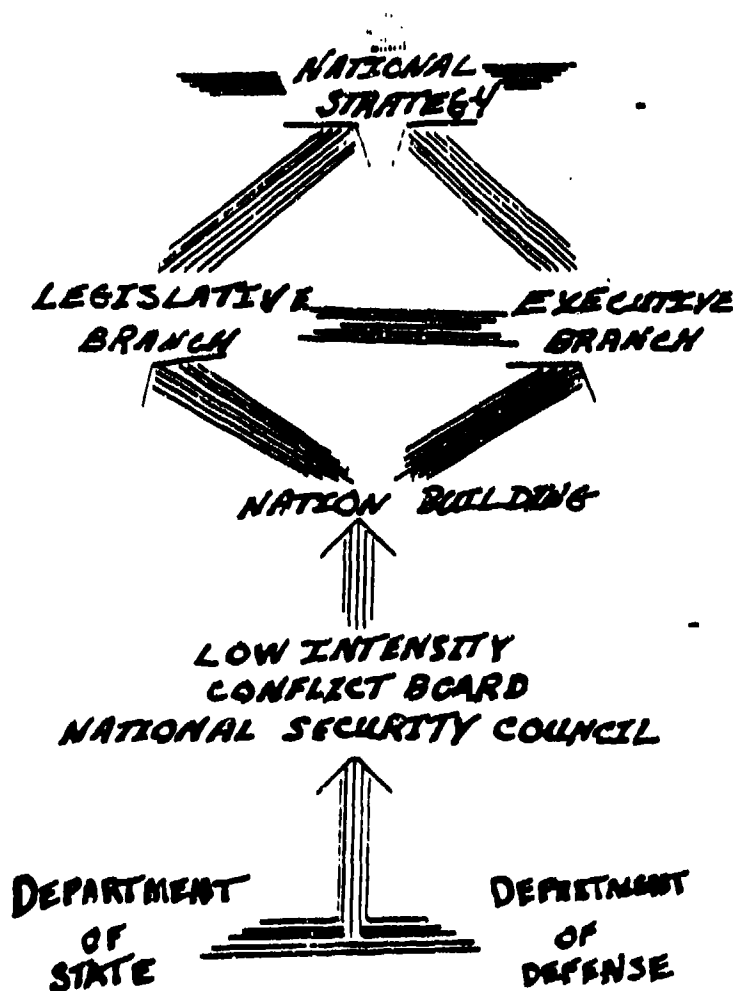 NATIONAL
STRATEGY
LEGISLATIVE EXECUTIVE
BRANCH BRANCH
NATION BUILDING
LOW INTENSITY
CONFLICT BOARD
NATIONAL SECURITY COUNCIL
DEPARTMENT DEPARTMENT
OF OF
STATE DEFENSE